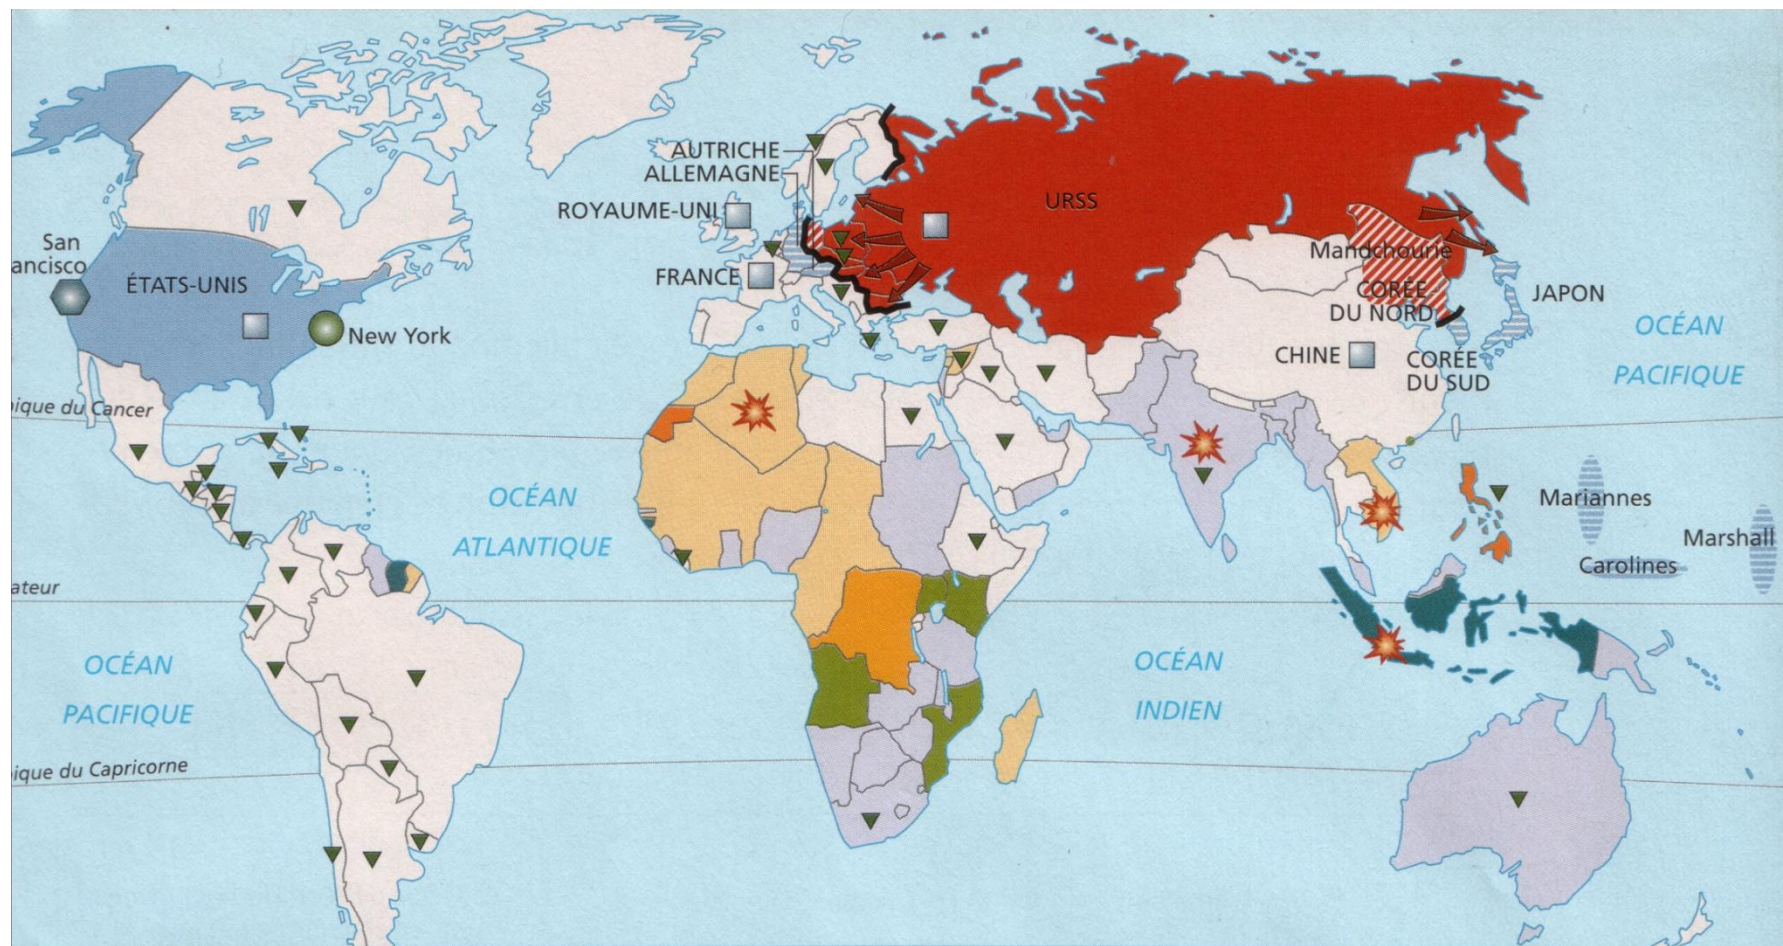 AUTRICHE
ALLEMAGNE
ROYAUME-UNI
URSS
San
ancisco
ÉTATS-UNIS
FRANCE
Mandchourie
CORÉE
DU NORD
JAPON
New York
CHINE
CORÉE
DU SUD
OCÉAN
PACIFIQUE
ique du Cancer
OCÉAN
ATLANTIQUE
Mariannes
Marshall
Carolines
ateur
OCÉAN
PACIFIQUE
OCÉAN
INDIEN
ique du Capricorne